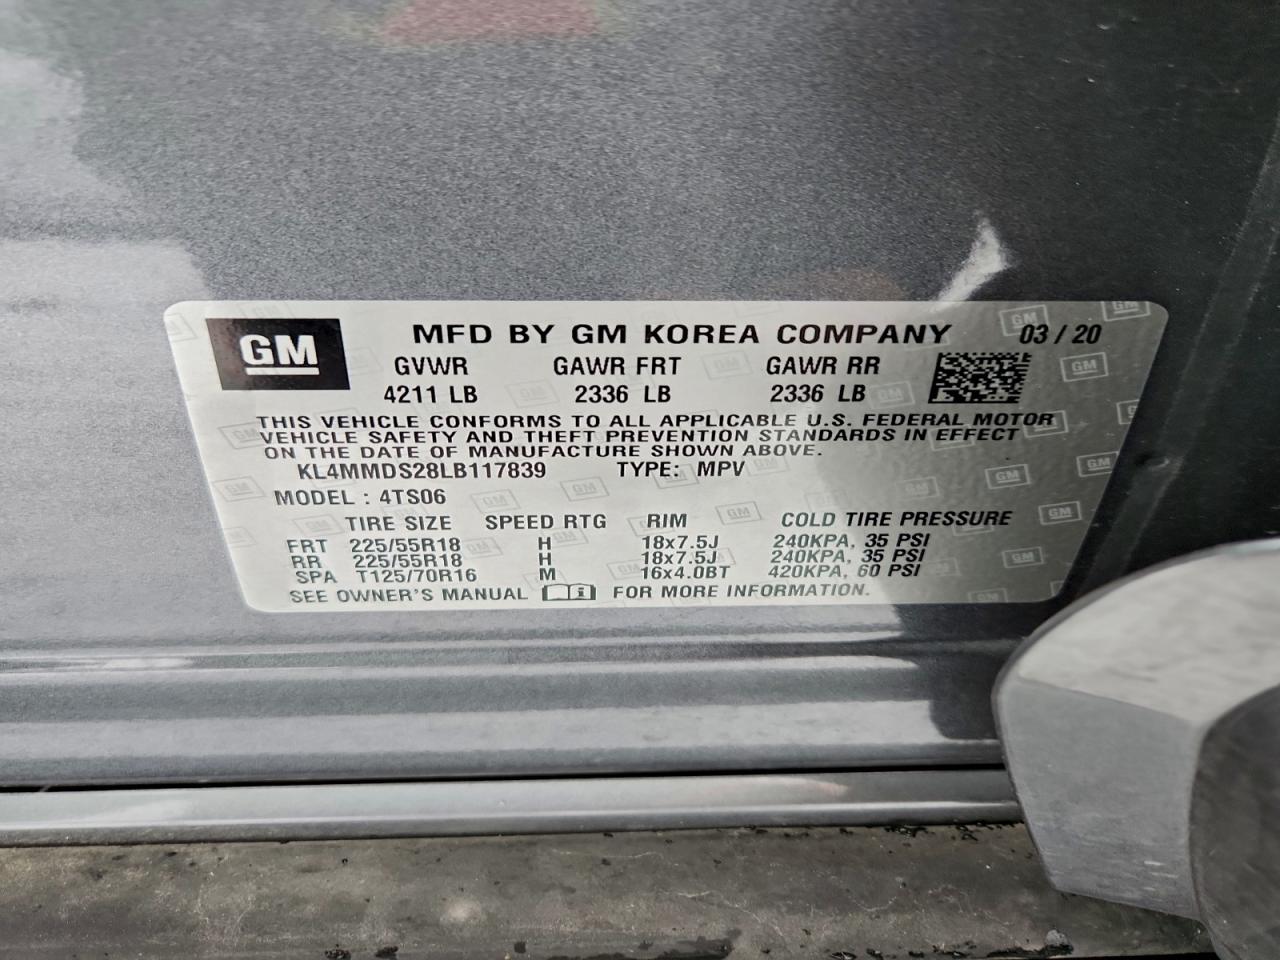 GM MFD BY GM KOREA COMPANY 03 / 20
GVWR GAWR FRT GAWR RR
4211 LB 2336 LB 2336 LB
THIS VEHICLE CONFORMS TO ALL APPLICABLE U.S. FEDERAL MOTOR
VEHICLE SAFETY AND THEFT PREVENTION STANDARDS IN EFFECT
ON THE DATE OF MANUFACTURE SHOWN ABOVE.
KL4MMDS28LB117839 TYPE: MPV
MODEL : 4TS06
TIRE SIZE SPEED RTG RIM COLD TIRE PRESSURE
FRT 225/55R18 H 18x7.5J 240KPA, 35 PSI
RR 225/55R18 H 18x7.5J 240KPA, 35 PSI
SPA T125/70R16 M 16x4.0BT 420KPA, 60 PSI
SEE OWNER'S MANUAL FOR MORE INFORMATION.